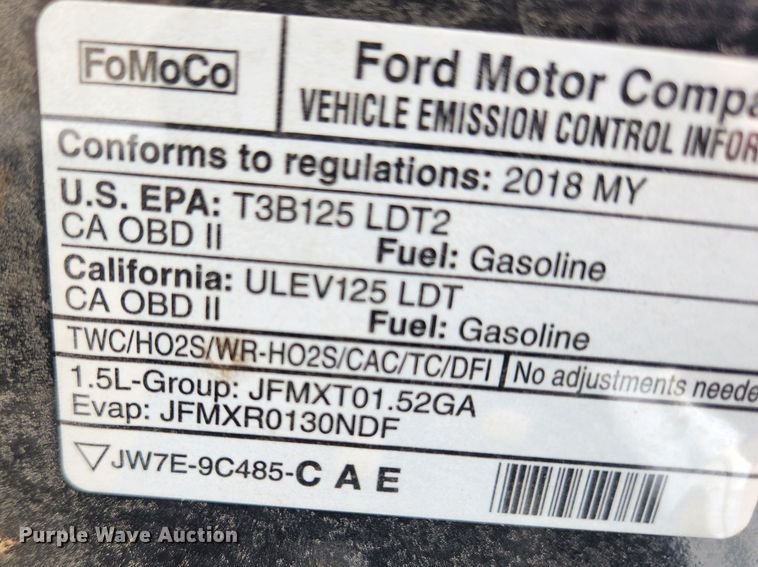 FoMoCo
Ford Motor Compa
VEHICLE EMISSION CONTROL INFOR
Conforms to regulations: 2018 MY
U.S. EPA: T3B125 LDT2
CA OBD II Fuel: Gasoline
California: ULEV125 LDT
CA OBD II Fuel: Gasoline
TWC/HO2S/WR-HO2S/CAC/TC/DFI No adjustments neede
1.5L-Group: JFMXT01.52GA
Evap: JFMXR0130NDF
JW7E-9C485-C A E
Purple Wave Auction